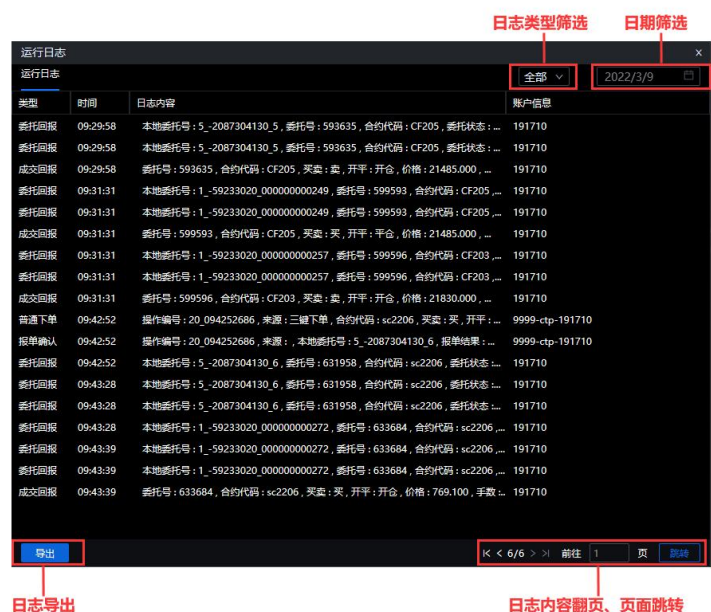 日志类型筛选 日期筛选
运行日志 ×
运行日志 全部 2022/3/9
类型 时间 日志内容 账户信息
委托回报 09:29:58 本地委托号：5_-2087304130_5，委托号：593635，合约代码：CF205，委托状态：... 191710
委托回报 09:29:58 本地委托号：5_-2087304130_5，委托号：593635，合约代码：CF205，委托状态：... 191710
成交回报 09:29:58 委托号：593635，合约代码：CF205，买卖：卖，开平：开仓，价格：21485.000，... 191710
委托回报 09:31:31 本地委托号：1_-59233020_000000000249，委托号：599593，合约代码：CF205，... 191710
委托回报 09:31:31 本地委托号：1_-59233020_000000000249，委托号：599593，合约代码：CF205，... 191710
成交回报 09:31:31 委托号：599593，合约代码：CF205，买卖：买，开平：平仓，价格：21485.000，... 191710
委托回报 09:31:31 本地委托号：1_-59233020_000000000257，委托号：599596，合约代码：CF203，... 191710
委托回报 09:31:31 本地委托号：1_-59233020_000000000257，委托号：599596，合约代码：CF203，... 191710
成交回报 09:31:31 委托号：599596，合约代码：CF203，买卖：卖，开平：开仓，价格：21830.000，... 191710
普通下单 09:42:52 操作编号：20_094252686，来源：三键下单，合约代码：sc2206，买卖：买，开平：... 9999-ctp-191710
报单确认 09:42:52 操作编号：20_094252686，来源：，本地委托号：5_-2087304130_6，报单结果：... 9999-ctp-191710
委托回报 09:42:52 本地委托号：5_-2087304130_6，委托号：631958，合约代码：sc2206，委托状态：... 191710
委托回报 09:43:28 本地委托号：5_-2087304130_6，委托号：631958，合约代码：sc2206，委托状态：... 191710
委托回报 09:43:28 本地委托号：5_-2087304130_6，委托号：631958，合约代码：sc2206，委托状态：... 191710
委托回报 09:43:28 本地委托号：1_-59233020_000000000272，委托号：633684，合约代码：sc2206，... 191710
委托回报 09:43:39 本地委托号：1_-59233020_000000000272，委托号：633684，合约代码：sc2206，... 191710
委托回报 09:43:39 本地委托号：1_-59233020_000000000272，委托号：633684，合约代码：sc2206，... 191710
成交回报 09:43:39 委托号：633684，合约代码：sc2206，买卖：买，开平：开仓，价格：769.100，手数：... 191710
导出 6/6 前往 1 页 跳转
日志导出 日志内容翻页、页面跳转